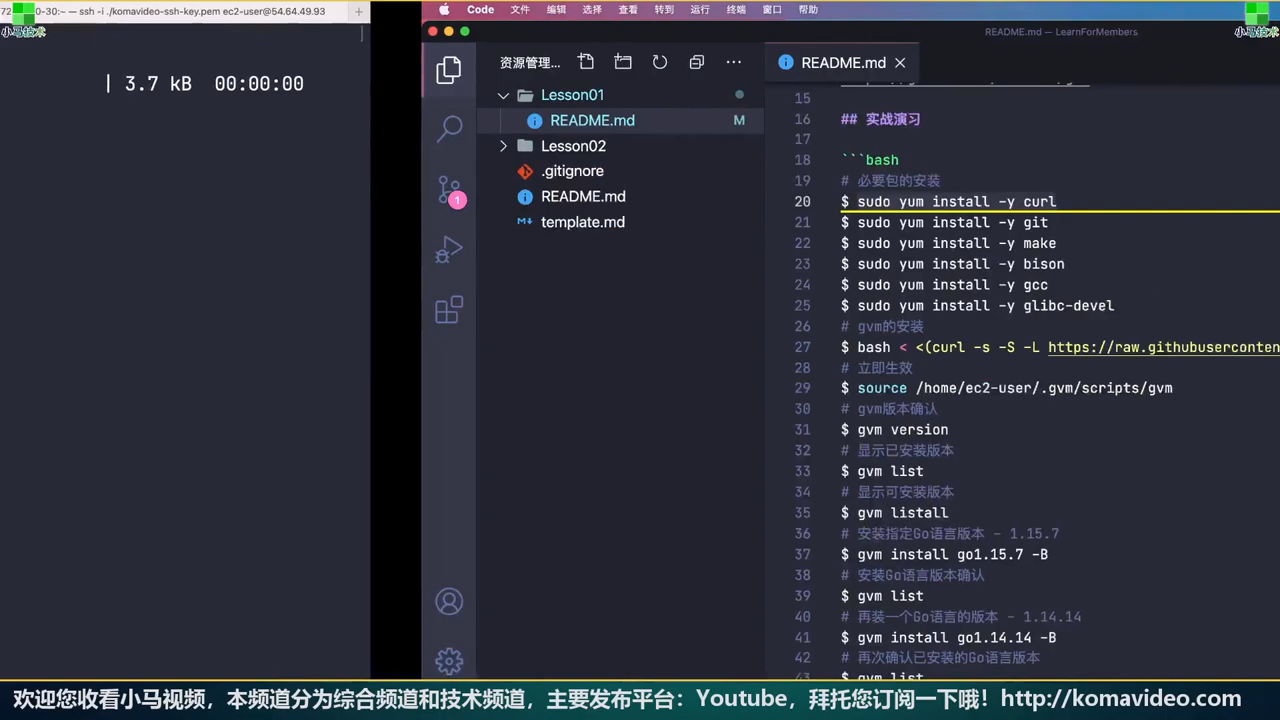 72
0-30:~ — ssh -i ./komavideo-ssh-key.pem ec2-user@54.64.49.93
小马技术
| 3.7 kB  00:00:00
Code 文件 编辑 选择 查看 转到 运行 终端 窗口 帮助
小马技术
README.md — LearnForMembers
资源管理...
README.md
Lesson01
README.md
M
Lesson02
.gitignore
README.md
template.md
1
15
16 ## 实战演习
17
18 ```bash
19 # 必要包的安装
20 $ sudo yum install -y curl
21 $ sudo yum install -y git
22 $ sudo yum install -y make
23 $ sudo yum install -y bison
24 $ sudo yum install -y gcc
25 $ sudo yum install -y glibc-devel
26 # gvm的安装
27 $ bash < <(curl -s -S -L https://raw.githubuserconten
28 # 立即生效
29 $ source /home/ec2-user/.gvm/scripts/gvm
30 # gvm版本确认
31 $ gvm version
32 # 显示已安装版本
33 $ gvm list
34 # 显示可安装版本
35 $ gvm listall
36 # 安装指定Go语言版本 - 1.15.7
37 $ gvm install go1.15.7 -B
38 # 安装Go语言版本确认
39 $ gvm list
40 # 再装一个Go语言的版本 - 1.14.14
41 $ gvm install go1.14.14 -B
42 # 再次确认已安装的Go语言版本
43 $ gvm list
欢迎您收看小马视频，本频道分为综合频道和技术频道，主要发布平台：Youtube，拜托您订阅一下哦！http://komavideo.com